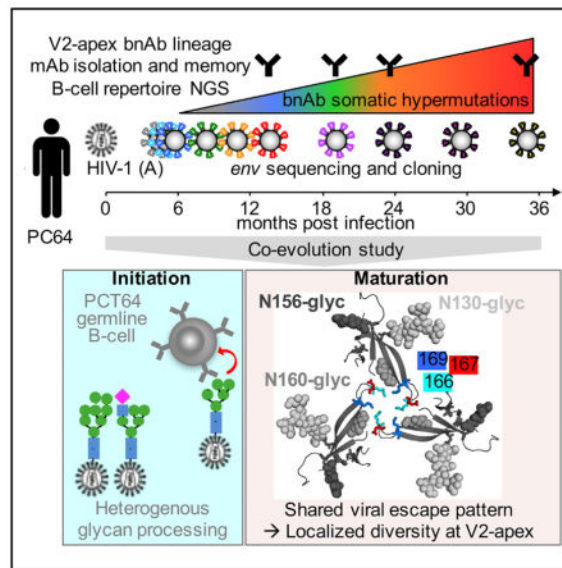 V2-apex bnAb lineage
mAb isolation and memory
B-cell repertoire NGS
bnAb somatic hypermutations
HIV-1 (A)
env sequencing and cloning
PC64
0 6 12 18 24 30 36
months post infection
Co-evolution study
Initiation
PCT64
germline
B-cell
Heterogenous
glycan processing
Maturation
N156-glyc
N130-glyc
N160-glyc
169
167
166
Shared viral escape pattern
→ Localized diversity at V2-apex